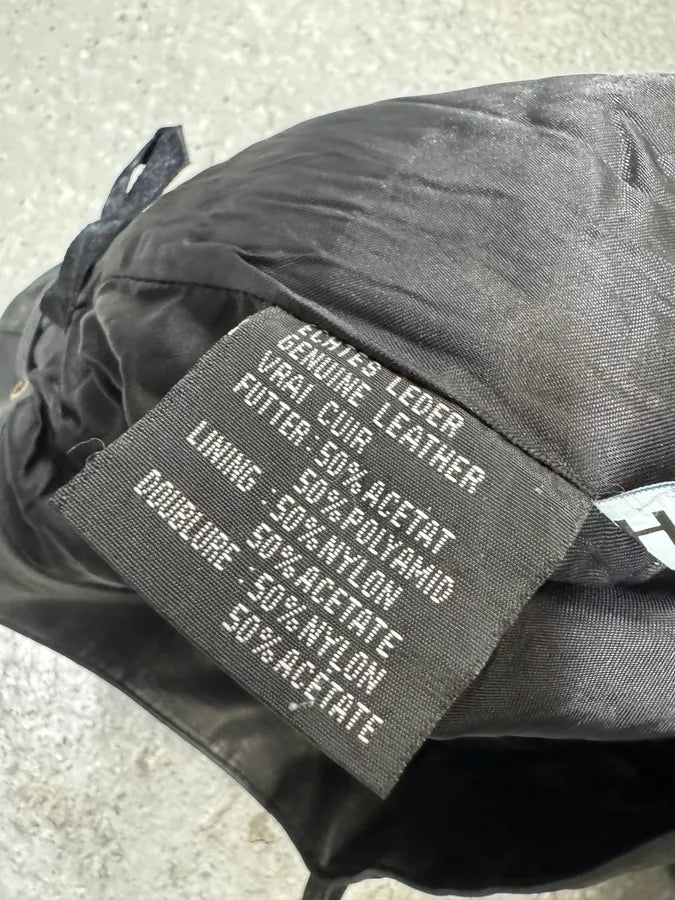 ECHTES LEDER
GENUINE LEATHER
VRAI CUIR
FUTTER:50%ACETAT
50%POLYAMID
LINING :50%NYLON
50%ACETATE
DOUBLURE :50%NYLON
50%ACETATE